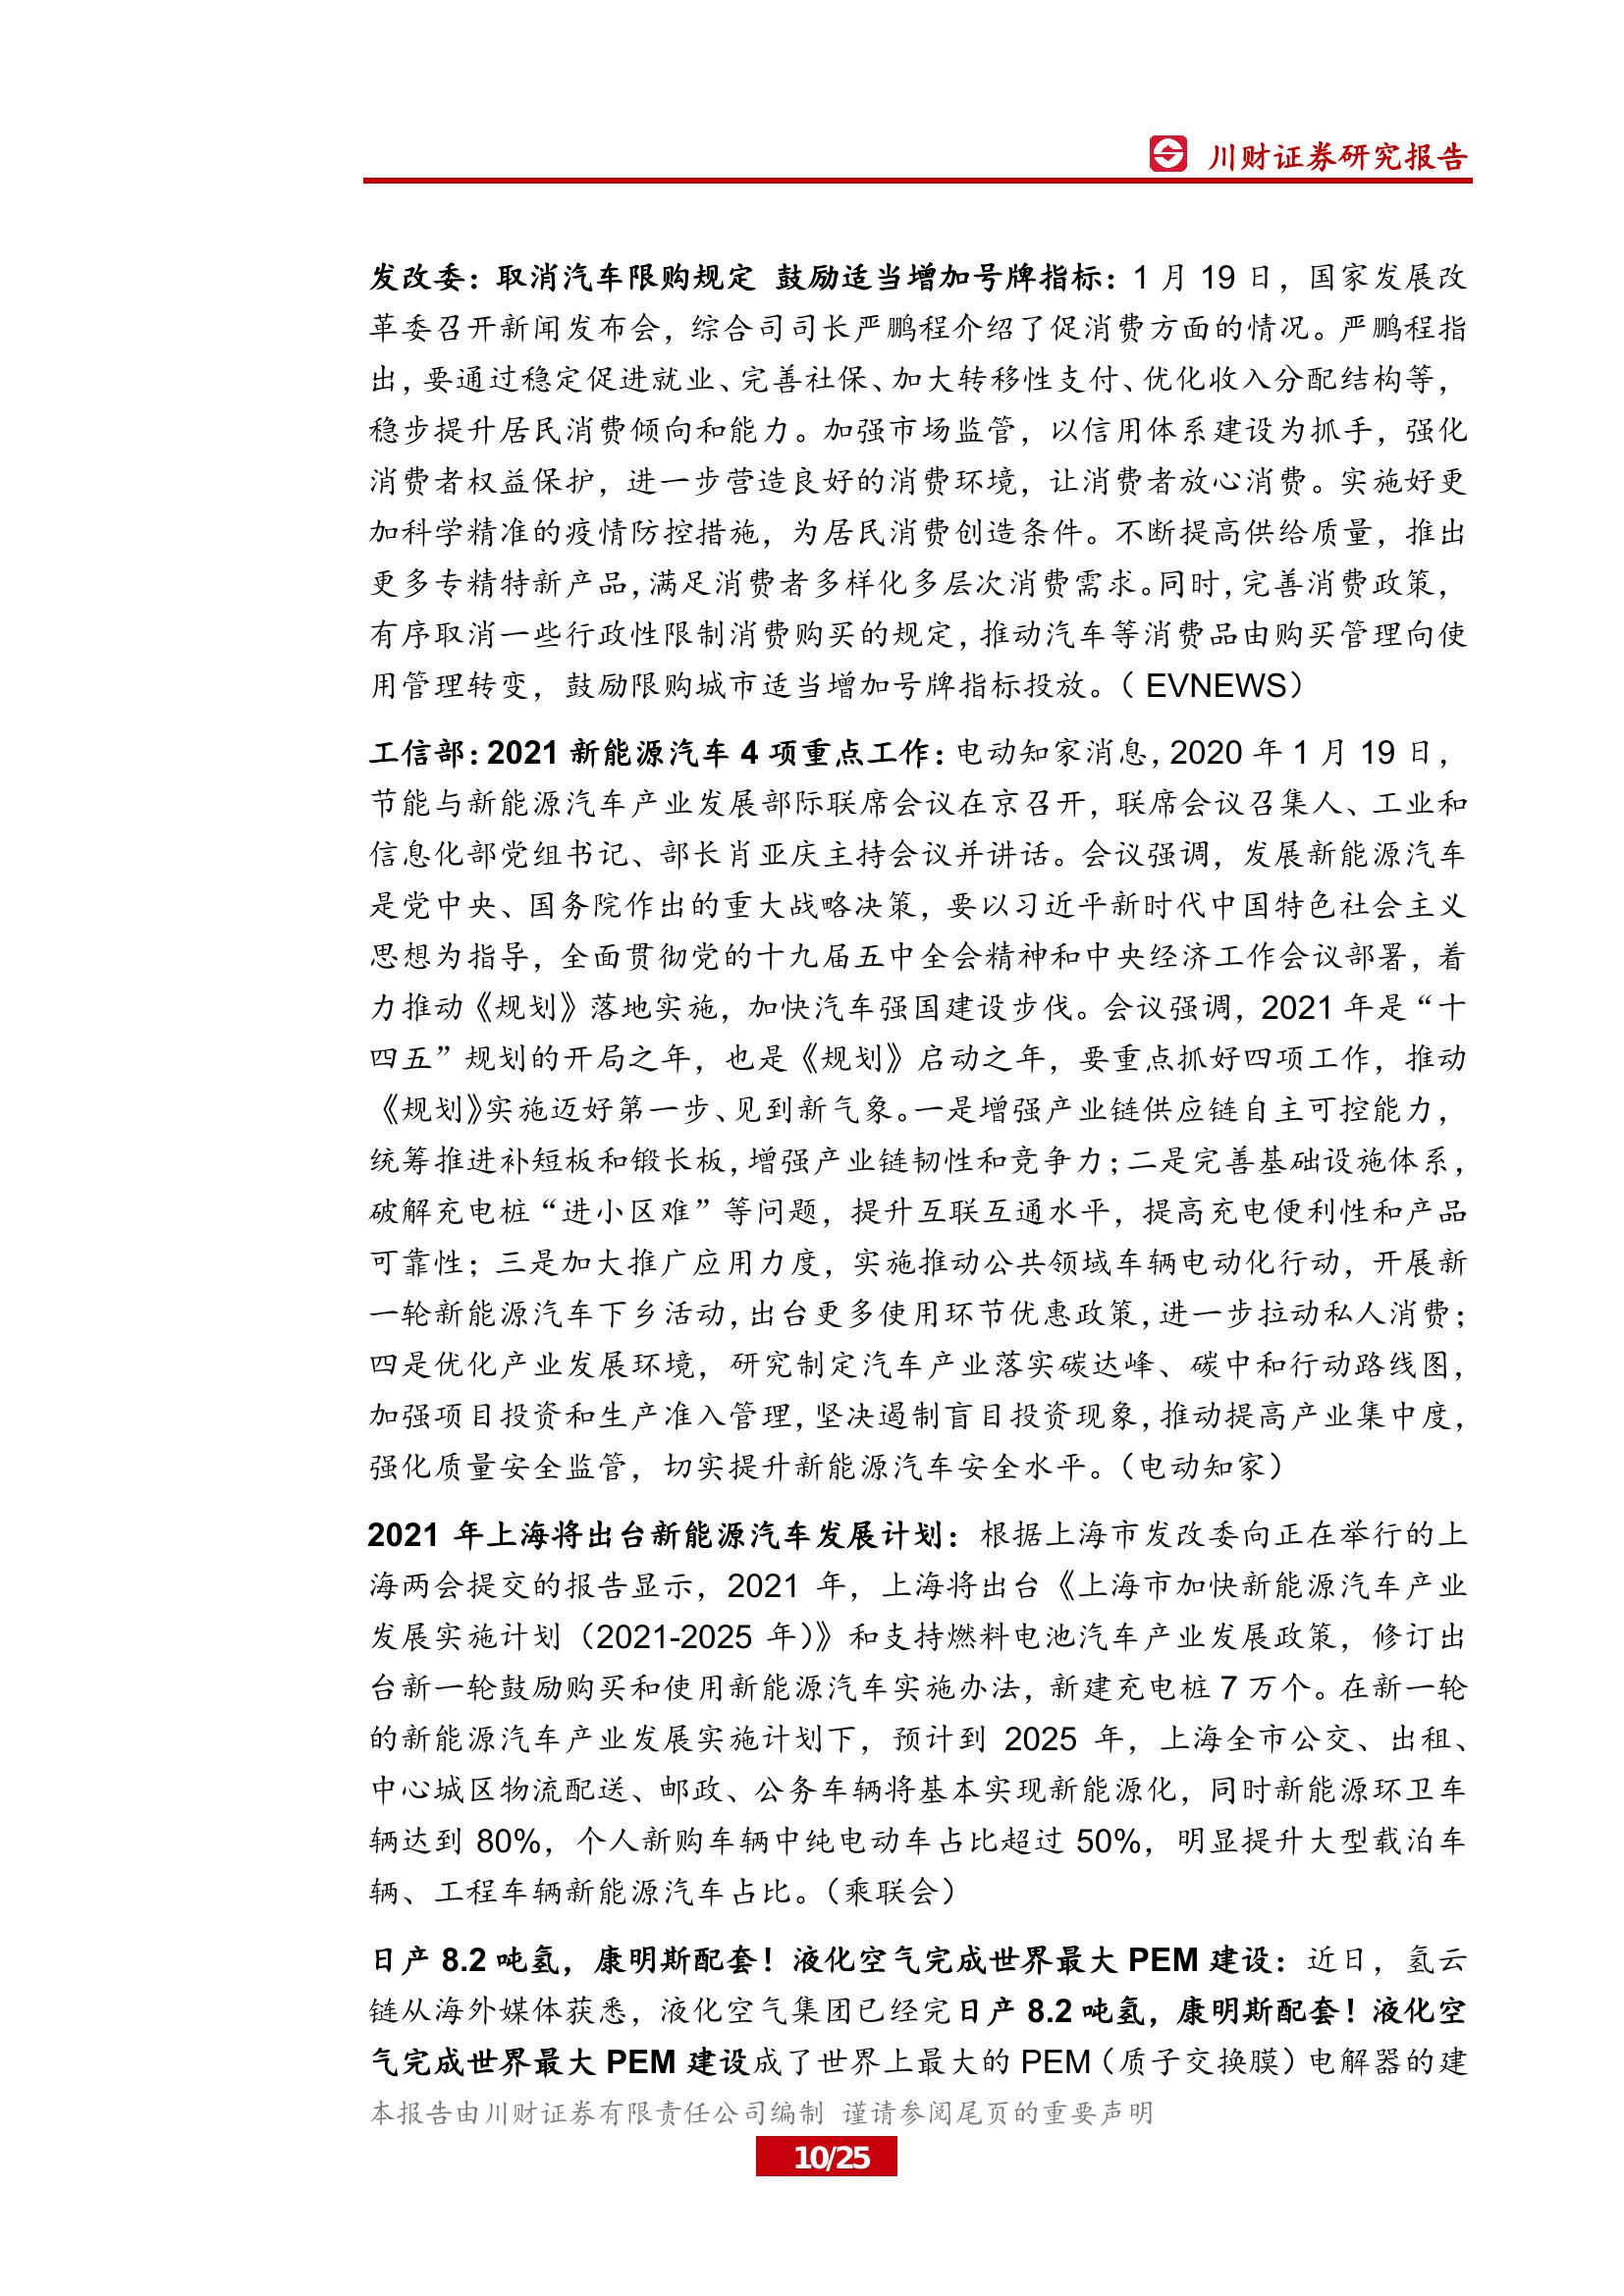 川财证券研究报告
发改委：取消汽车限购规定 鼓励适当增加号牌指标：1 月 19 日，国家发展改
革委召开新闻发布会，综合司司长严鹏程介绍了促消费方面的情况。严鹏程指
出，要通过稳定促进就业、完善社保、加大转移性支付、优化收入分配结构等，
稳步提升居民消费倾向和能力。加强市场监管，以信用体系建设为抓手，强化
消费者权益保护，进一步营造良好的消费环境，让消费者放心消费。实施好更
加科学精准的疫情防控措施，为居民消费创造条件。不断提高供给质量，推出
更多专精特新产品，满足消费者多样化多层次消费需求。同时，完善消费政策，
有序取消一些行政性限制消费购买的规定，推动汽车等消费品由购买管理向使
用管理转变，鼓励限购城市适当增加号牌指标投放。（ EVNEWS）
工信部：2021 新能源汽车 4 项重点工作：电动知家消息，2020 年 1 月 19 日，
节能与新能源汽车产业发展部际联席会议在京召开，联席会议召集人、工业和
信息化部党组书记、部长肖亚庆主持会议并讲话。会议强调，发展新能源汽车
是党中央、国务院作出的重大战略决策，要以习近平新时代中国特色社会主义
思想为指导，全面贯彻党的十九届五中全会精神和中央经济工作会议部署，着
力推动《规划》落地实施，加快汽车强国建设步伐。会议强调，2021 年是“十
四五”规划的开局之年，也是《规划》启动之年，要重点抓好四项工作，推动
《规划》实施迈好第一步、见到新气象。一是增强产业链供应链自主可控能力，
统筹推进补短板和锻长板，增强产业链韧性和竞争力；二是完善基础设施体系，
破解充电桩“进小区难”等问题，提升互联互通水平，提高充电便利性和产品
可靠性；三是加大推广应用力度，实施推动公共领域车辆电动化行动，开展新
一轮新能源汽车下乡活动，出台更多使用环节优惠政策，进一步拉动私人消费；
四是优化产业发展环境，研究制定汽车产业落实碳达峰、碳中和行动路线图，
加强项目投资和生产准入管理，坚决遏制盲目投资现象，推动提高产业集中度，
强化质量安全监管，切实提升新能源汽车安全水平。（电动知家）
2021 年上海将出台新能源汽车发展计划：根据上海市发改委向正在举行的上
海两会提交的报告显示，2021 年，上海将出台《上海市加快新能源汽车产业
发展实施计划（2021-2025 年）》和支持燃料电池汽车产业发展政策，修订出
台新一轮鼓励购买和使用新能源汽车实施办法，新建充电桩 7 万个。在新一轮
的新能源汽车产业发展实施计划下，预计到 2025 年，上海全市公交、出租、
中心城区物流配送、邮政、公务车辆将基本实现新能源化，同时新能源环卫车
辆达到 80%，个人新购车辆中纯电动车占比超过 50%，明显提升大型载泊车
辆、工程车辆新能源汽车占比。（乘联会）
日产 8.2 吨氢，康明斯配套！液化空气完成世界最大 PEM 建设：近日，氢云
链从海外媒体获悉，液化空气集团已经完日产 8.2 吨氢，康明斯配套！液化空
气完成世界最大 PEM 建设成了世界上最大的 PEM（质子交换膜）电解器的建
本报告由川财证券有限责任公司编制 谨请参阅尾页的重要声明
10/25